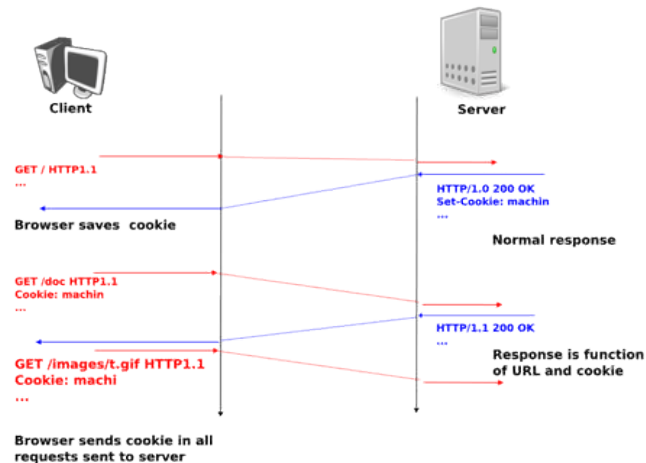 Client
Server
GET / HTTP1.1
...
HTTP/1.0 200 OK
Set-Cookie: machin
...
Browser saves cookie
Normal response
GET /doc HTTP1.1
Cookie: machin
...
HTTP/1.1 200 OK
...
GET /images/t.gif HTTP1.1
Cookie: machi
...
Response is function
of URL and cookie
Browser sends cookie in all
requests sent to server